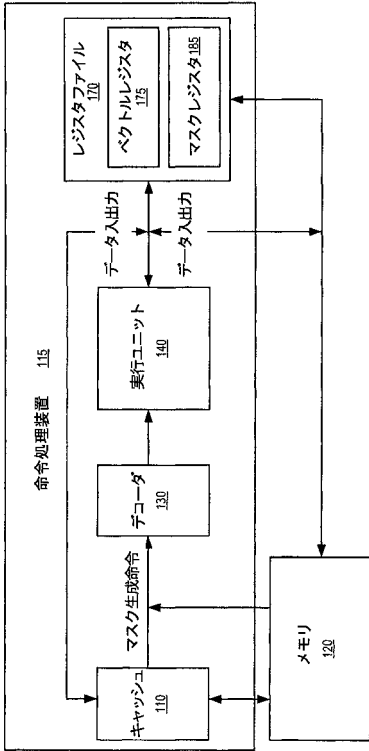 命令処理装置 115
キャッシュ
110
マスク生成命令
デコーダ
130
実行ユニット
140
データ入出力
データ入出力
レジスタファイル
170
ベクトルレジスタ
175
マスクレジスタ 185
メモリ
120